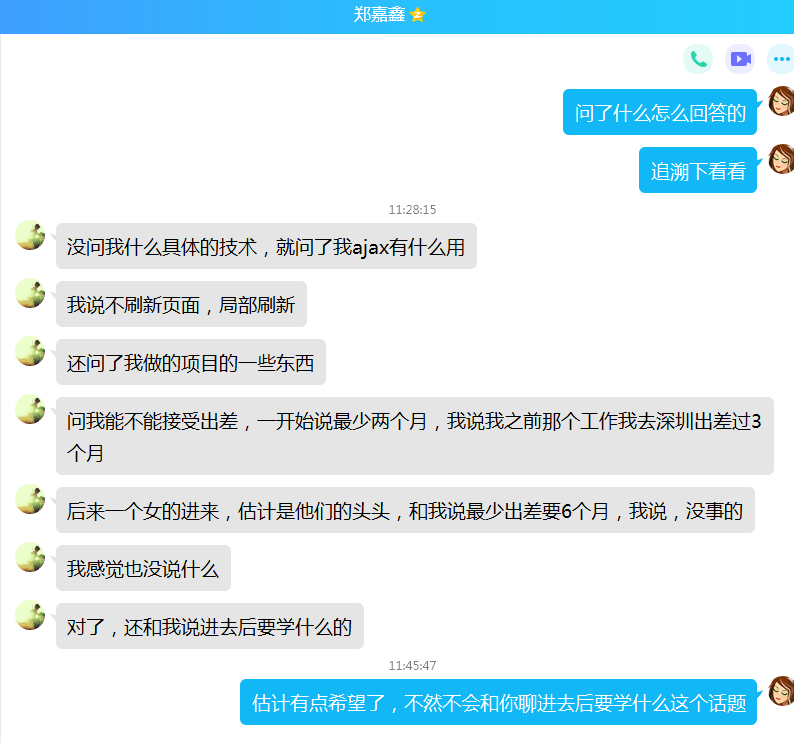 郑嘉鑫
问了什么怎么回答的
追溯下看看
11:28:15
没问我什么具体的技术，就问了我ajax有什么用
我说不刷新页面，局部刷新
还问了我做的项目的一些东西
问我能不能接受出差，一开始说最少两个月，我说我之前那个工作我去深圳出差过3
个月
后来一个女的进来，估计是他们的头头，和我说最少出差要6个月，我说，没事的
我感觉也没说什么
对了，还和我说进去后要学什么的
11:45:47
估计有点希望了，不然不会和你聊进去后要学什么这个话题